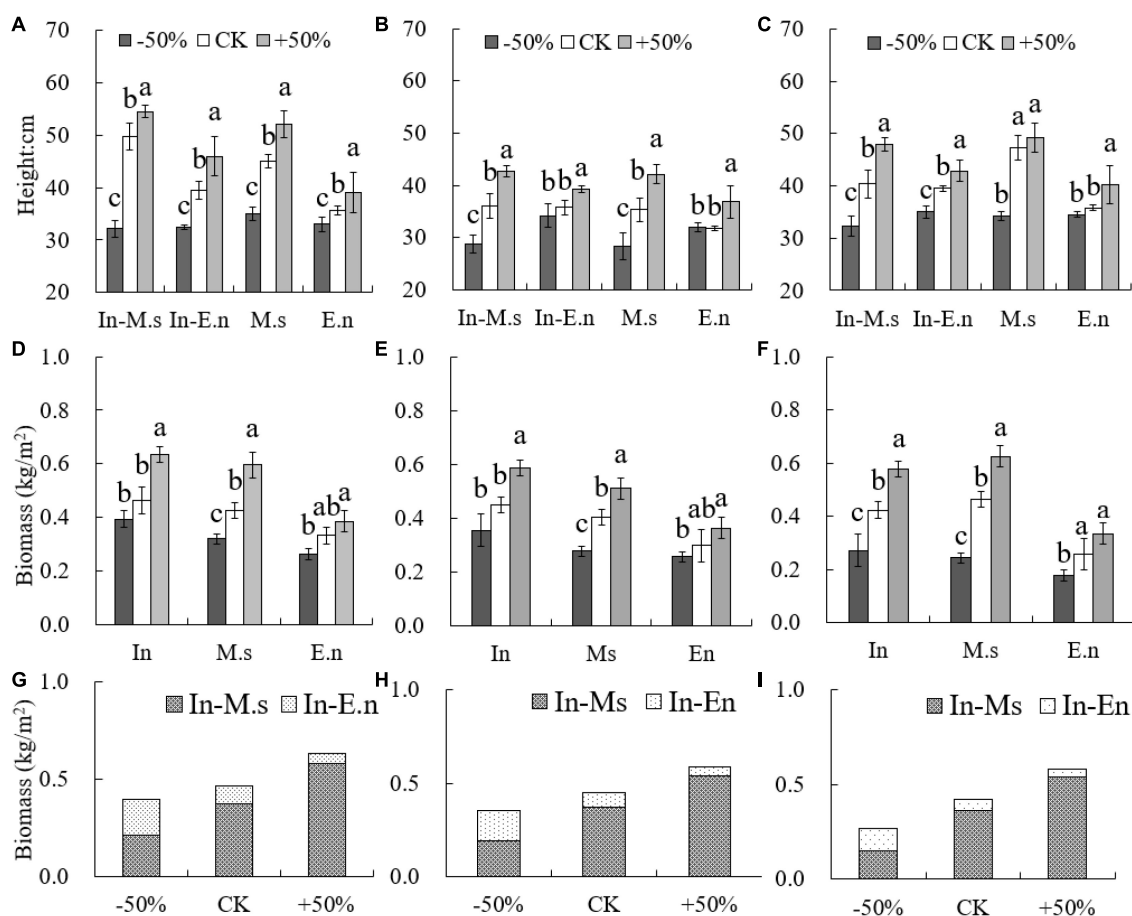 A
70
60
50
40
30
20
Height:cm
-50% CK +50%
c b a
c b a
c b a
c b a
In-M.s In-E.n M.s E.n
B
70
60
50
40
30
20
-50% CK +50%
c b a
b b a
c b a
b b a
In-M.s In-E.n M.s E.n
C
70
60
50
40
30
20
-50% CK +50%
c b a
c b a
b a a
b b a
In-M.s In-E.n M.s E.n
D
1.0
0.8
0.6
0.4
0.2
0.0
Biomass (kg/m²)
b b a
c b a
b ab a
In M.s E.n
E
1.0
0.8
0.6
0.4
0.2
0.0
b b a
c b a
b ab a
In Ms En
F
1.0
0.8
0.6
0.4
0.2
0.0
c b a
c b a
b a a
In M.s E.n
G
1.0
0.5
0.0
Biomass (kg/m²)
In-M.s In-E.n
-50% CK +50%
H
1.0
0.5
0.0
In-Ms In-En
-50% CK +50%
I
1.0
0.5
0.0
In-Ms In-En
-50% CK +50%